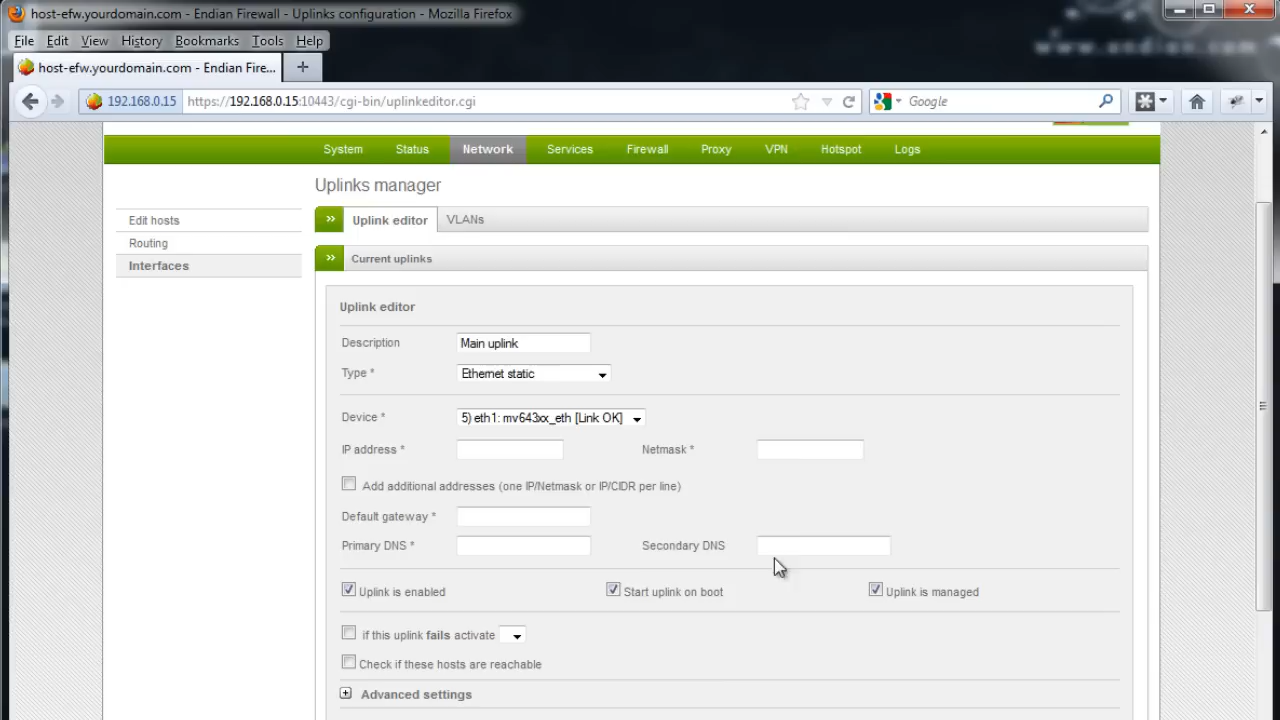 host-efw.yourdomain.com - Endian Firewall - Uplinks configuration - Mozilla Firefox
File Edit View History Bookmarks Tools Help
www.endian.com
host-efw.yourdomain.com - Endian Fire... +
192.168.0.15 https://192.168.0.15:10443/cgi-bin/uplinkeditor.cgi Google
System Status Network Services Firewall Proxy VPN Hotspot Logs
Uplinks manager
Edit hosts
Routing
Interfaces
>> Uplink editor VLANs
>> Current uplinks
Uplink editor
Description Main uplink
Type * Ethernet static
Device * 5) eth1: mv643xx_eth [Link OK]
IP address * Netmask *
Add additional addresses (one IP/Netmask or IP/CIDR per line)
Default gateway *
Primary DNS * Secondary DNS
Uplink is enabled Start uplink on boot Uplink is managed
if this uplink fails activate
Check if these hosts are reachable
+ Advanced settings